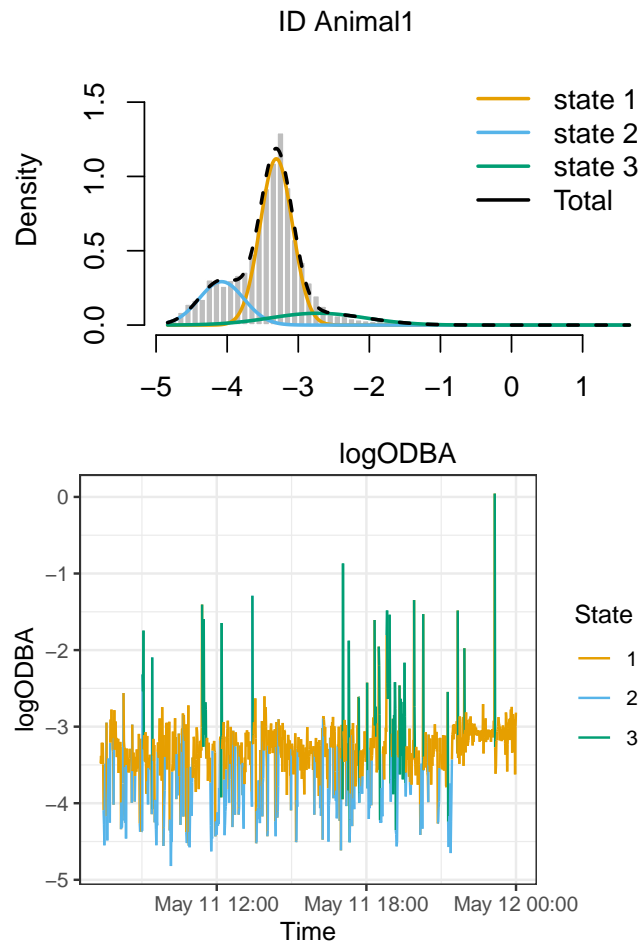 ID Animal1
Density
0.0
0.5
1.0
1.5
state 1
state 2
state 3
Total
−5 −4 −3 −2 −1 0 1
logODBA
logODBA
0
−1
−2
−3
−4
−5
May 11 12:00 May 11 18:00 May 12 00:00
Time
State
1
2
3